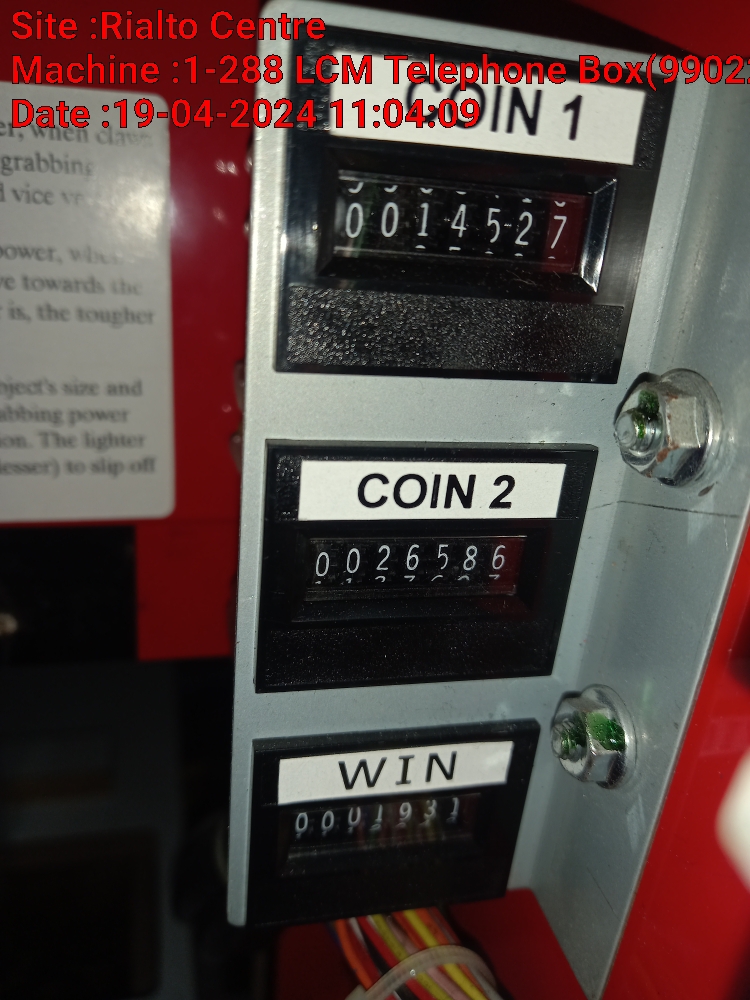 Site :Rialto Centre
Machine :1-288 LCM Telephone Box(9902
Date :19-04-2024 11:04:09
COIN 1
0014527
grabbing
vice
power,
towards the
is, the tougher
size and
power
The lighter
to slip off
COIN 2
0026586
WIN
0001931